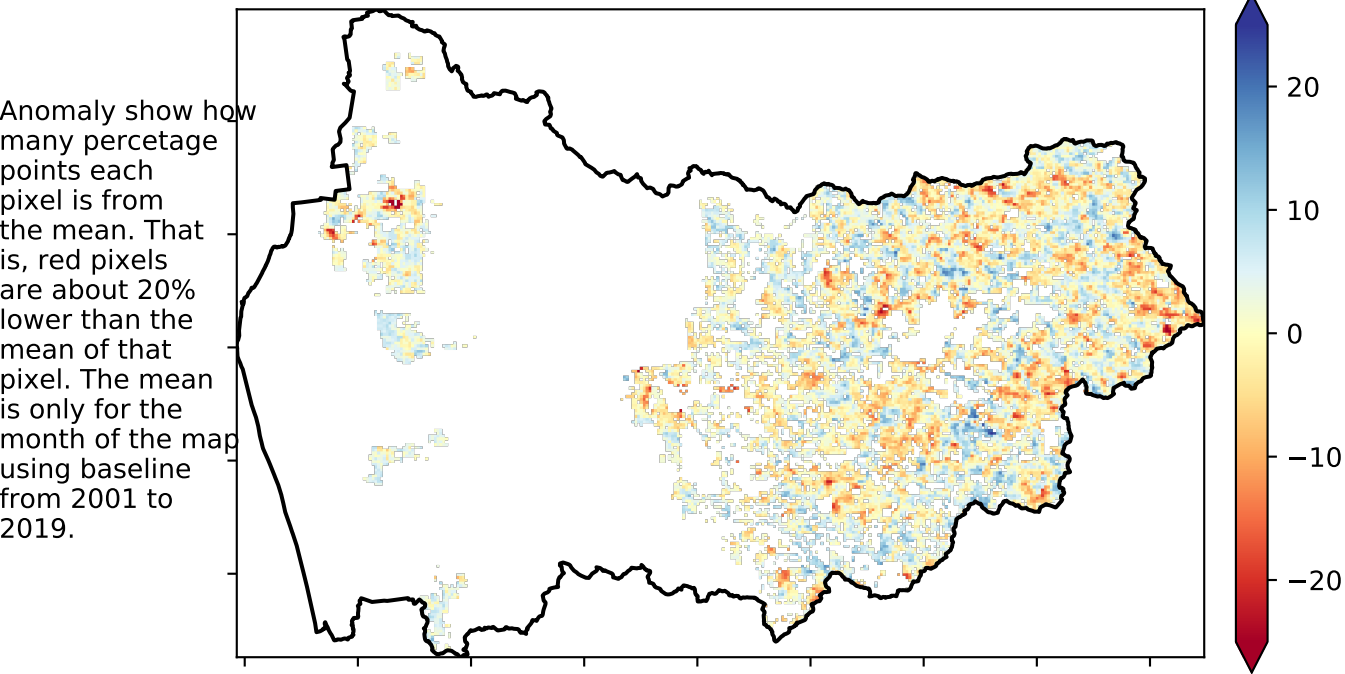 Anomaly show how
many percetage
points each
pixel is from
the mean. That
is, red pixels
are about 20%
lower than the
mean of that
pixel. The mean
is only for the
month of the map
using baseline
from 2001 to
2019.
20
10
0
−10
−20